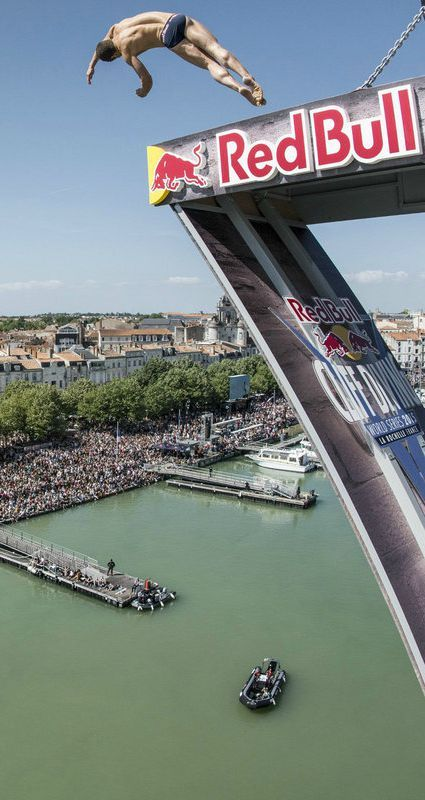 Red Bull
Red Bull
CLIFF DIVING
WORLD SERIES
LA ROCHELLE, FRANCE